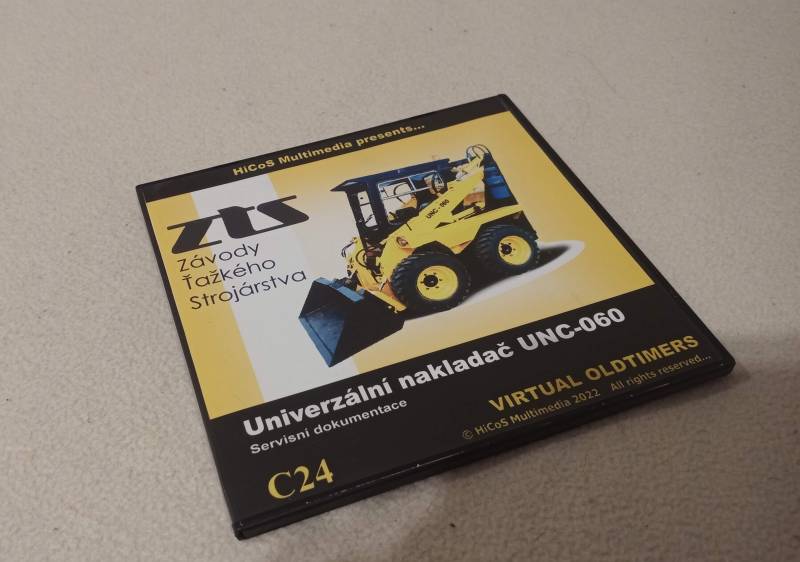 HiCoS Multimedia presents...
zts
Závody
Ťažkého
Strojárstva
UNC-060
Univerzální nakladač UNC-060
Servisní dokumentace
VIRTUAL OLDTIMERS
© HiCoS Multimedia 2022 All rights reserved...
C24